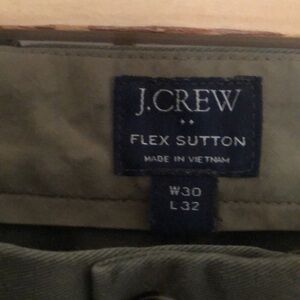 J.CREW
FLEX SUTTON
MADE IN VIETNAM
W30
L32